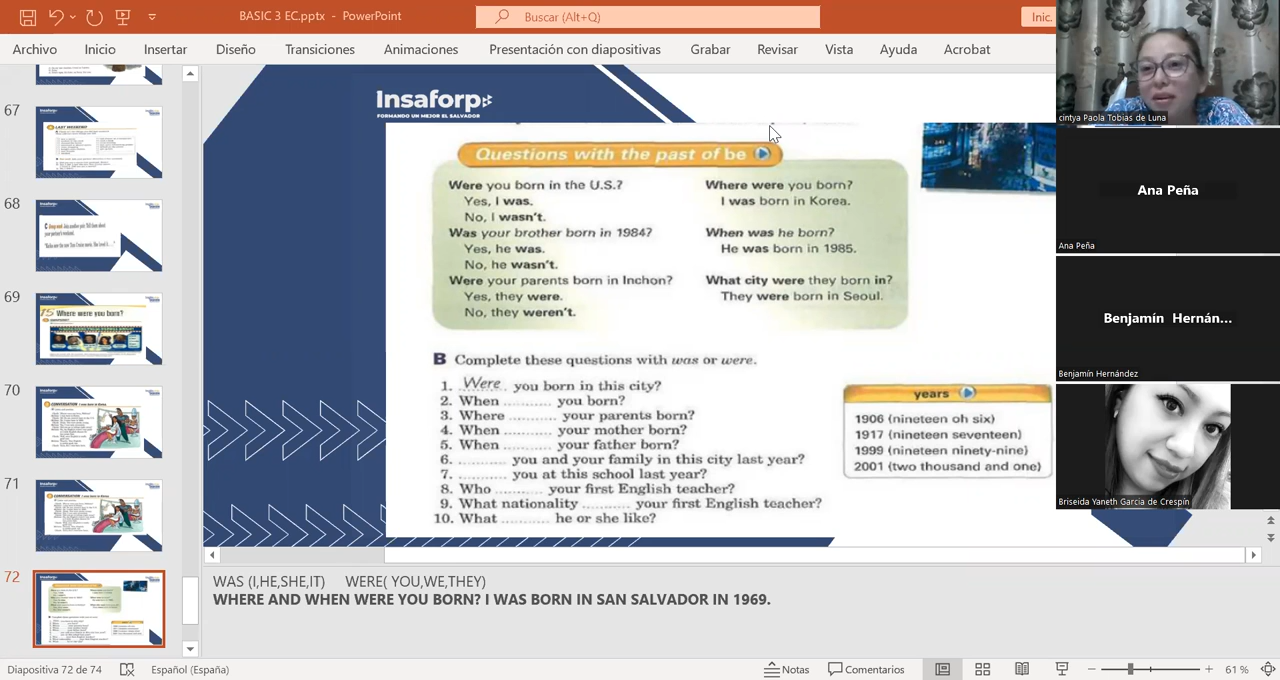 BASIC 3 EC.pptx - PowerPoint
Buscar (Alt+Q)
Inic.
Archivo Inicio Insertar Diseño Transiciones Animaciones Presentación con diapositivas Grabar Revisar Vista Ayuda Acrobat
67
68
69
Where were you born?
70
71
72
Insaforp
FORMANDO UN MEJOR EL SALVADOR
Questions with the past of be
Were you born in the U.S.?
Yes, I was.
No, I wasn't.
Was your brother born in 1984?
Yes, he was.
No, he wasn't.
Were your parents born in Inchon?
Yes, they were.
No, they weren't.
Where were you born?
I was born in Korea.
When was he born?
He was born in 1985.
What city were they born in?
They were born in Seoul.
B Complete these questions with was or were.
1. Were you born in this city?
2. When .......... you born?
3. Where .......... your parents born?
4. When .......... your mother born?
5. When .......... your father born?
6. .......... you and your family in this city last year?
7. .......... you at this school last year?
8. Who .......... your first English teacher?
9. What nationality .......... your first English teacher?
10. What .......... he or she like?
years
1906 (nineteen oh six)
1917 (nineteen seventeen)
1999 (nineteen ninety-nine)
2001 (two thousand and one)
WAS (I,HE,SHE,IT) WERE( YOU,WE,THEY)
WHERE AND WHEN WERE YOU BORN? I WAS BORN IN SAN SALVADOR IN 1969.
cintya Paola Tobias de Luna
Ana Peña
Ana Peña
Benjamín Hernán...
Benjamín Hernández
Briseida Yaneth Garcia de Crespín
Diapositiva 72 de 74 Español (España) Notas Comentarios 61 %